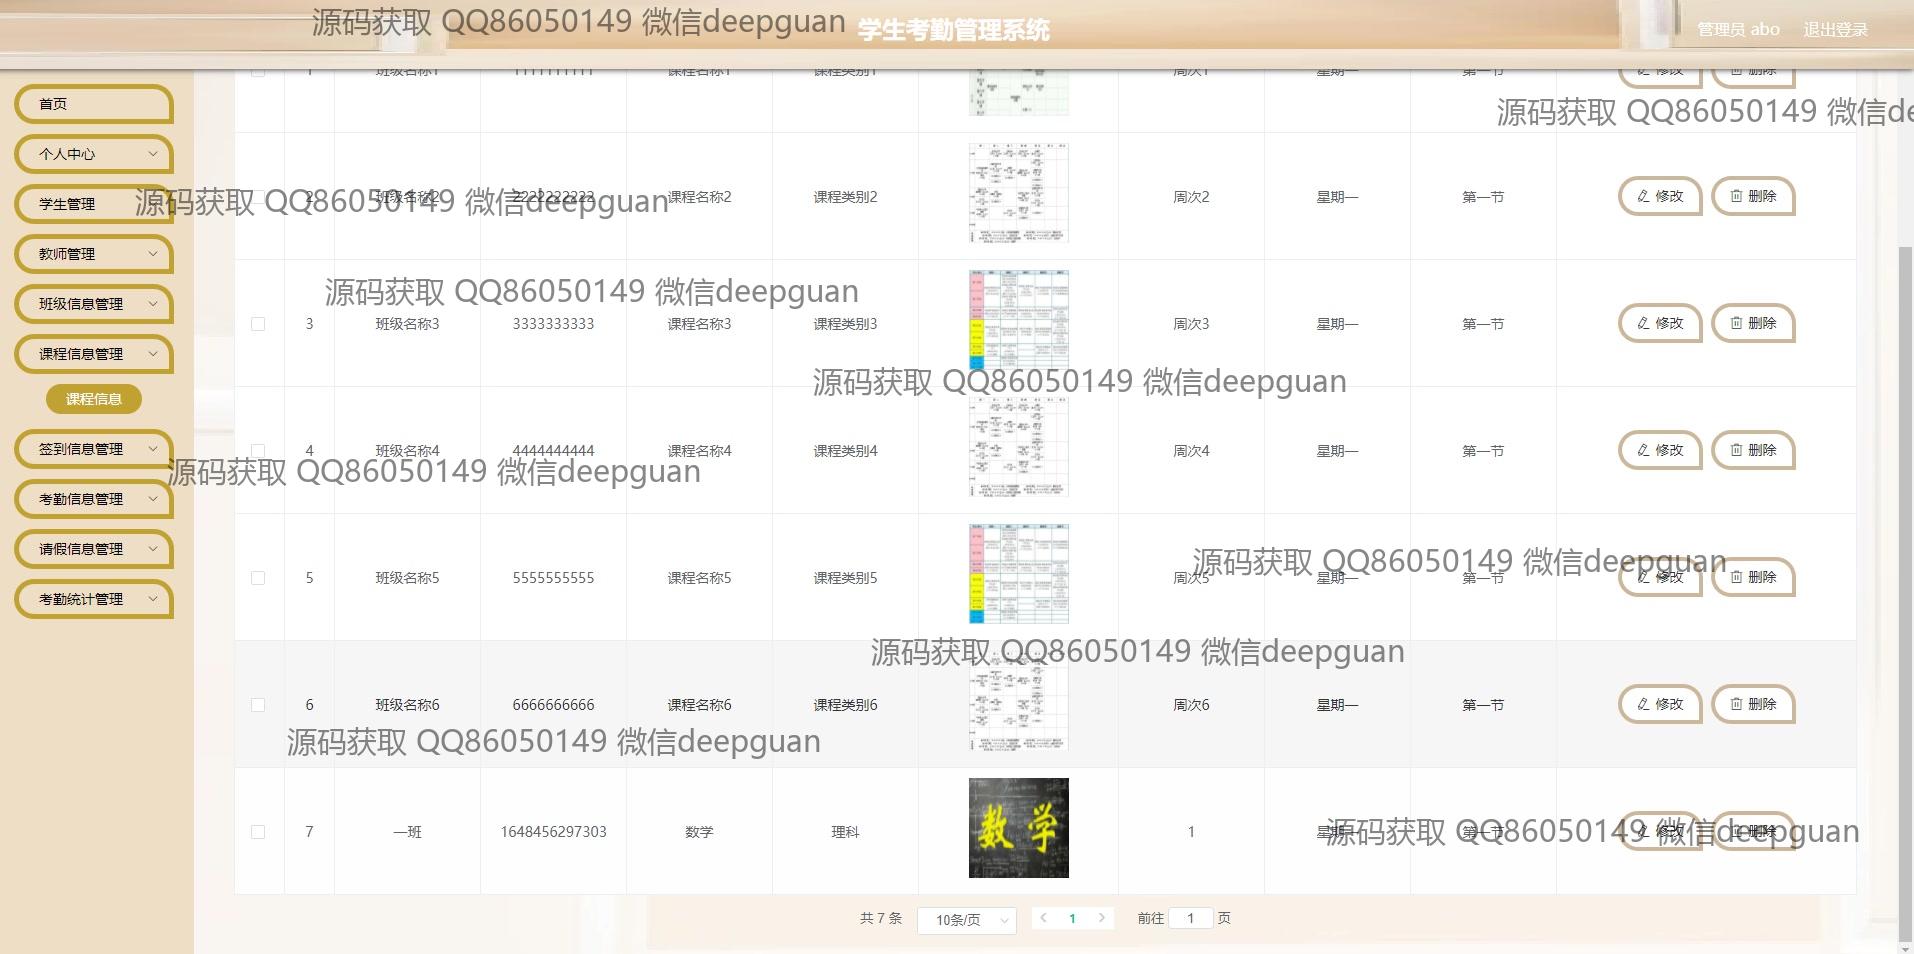 源码获取 QQ86050149 微信deepguan
学生考勤管理系统
管理员 abo 退出登录
1 班级名称1 1111111111 课程名称1 课程类别1 周次1 星期一 第一节 修改 删除
首页
源码获取 QQ86050149 微信de
个人中心
2 班级名称2 2222222222 课程名称2 课程类别2 周次2 星期一 第一节 修改 删除
学生管理
源码获取 QQ86050149 微信deepguan
教师管理
源码获取 QQ86050149 微信deepguan
班级信息管理
3 班级名称3 3333333333 课程名称3 课程类别3 周次3 星期一 第一节 修改 删除
课程信息管理
源码获取 QQ86050149 微信deepguan
课程信息
签到信息管理
4 班级名称4 4444444444 课程名称4 课程类别4 周次4 星期一 第一节 修改 删除
源码获取 QQ86050149 微信deepguan
考勤信息管理
请假信息管理
源码获取 QQ86050149 微信deepguan
5 班级名称5 5555555555 课程名称5 课程类别5 周次5 星期一 第一节 修改 删除
考勤统计管理
源码获取 QQ86050149 微信deepguan
6 班级名称6 6666666666 课程名称6 课程类别6 周次6 星期一 第一节 修改 删除
源码获取 QQ86050149 微信deepguan
7 一班 1648456297303 数学 理科 数学 1 星期一 第一节 修改 删除
源码获取 QQ86050149 微信deepguan
共 7 条 10条/页 1 前往 1 页